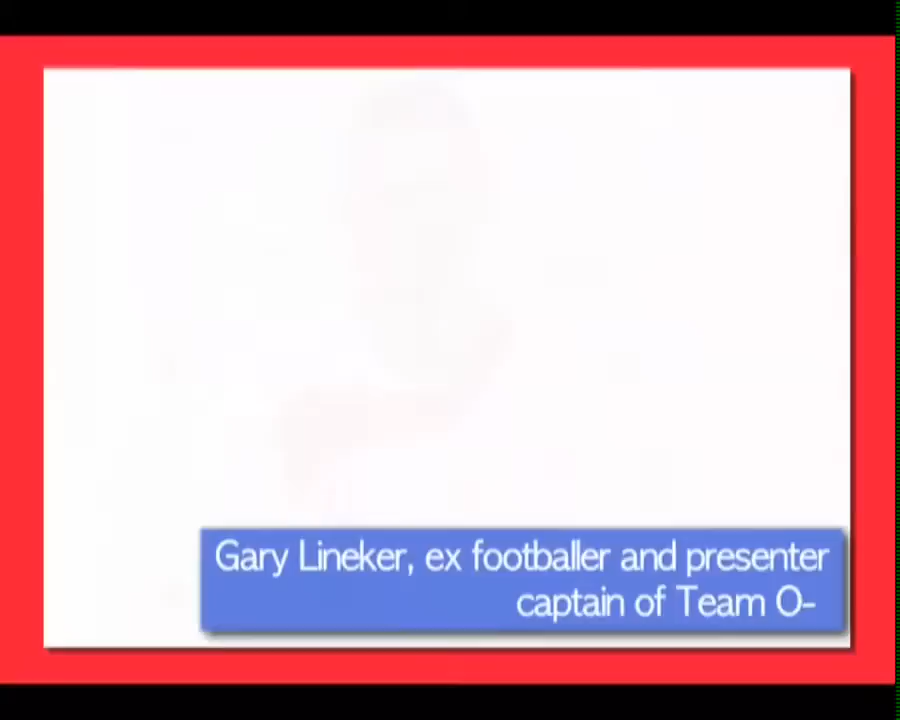 Gary Lineker, ex footballer and presenter
captain of Team O-